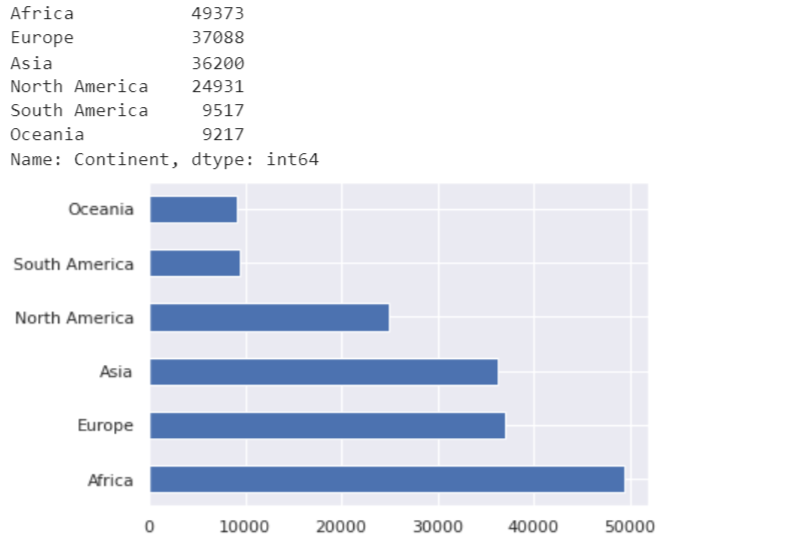 Africa 49373
Europe 37088
Asia 36200
North America 24931
South America 9517
Oceania 9217
Name: Continent, dtype: int64
Oceania
South America
North America
Asia
Europe
Africa
0 10000 20000 30000 40000 50000